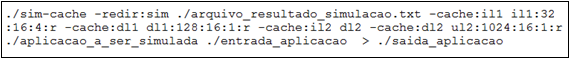 ./sim-cache -redir:sim ./arquivo_resultado_simulacao.txt -cache:il1 il1:32
:16:4:r -cache:dl1 dl1:128:16:1:r -cache:il2 dl2 -cache:dl2 ul2:1024:16:1:r
./aplicacao_a_ser_simulada ./entrada_aplicacao > ./saida_aplicacao